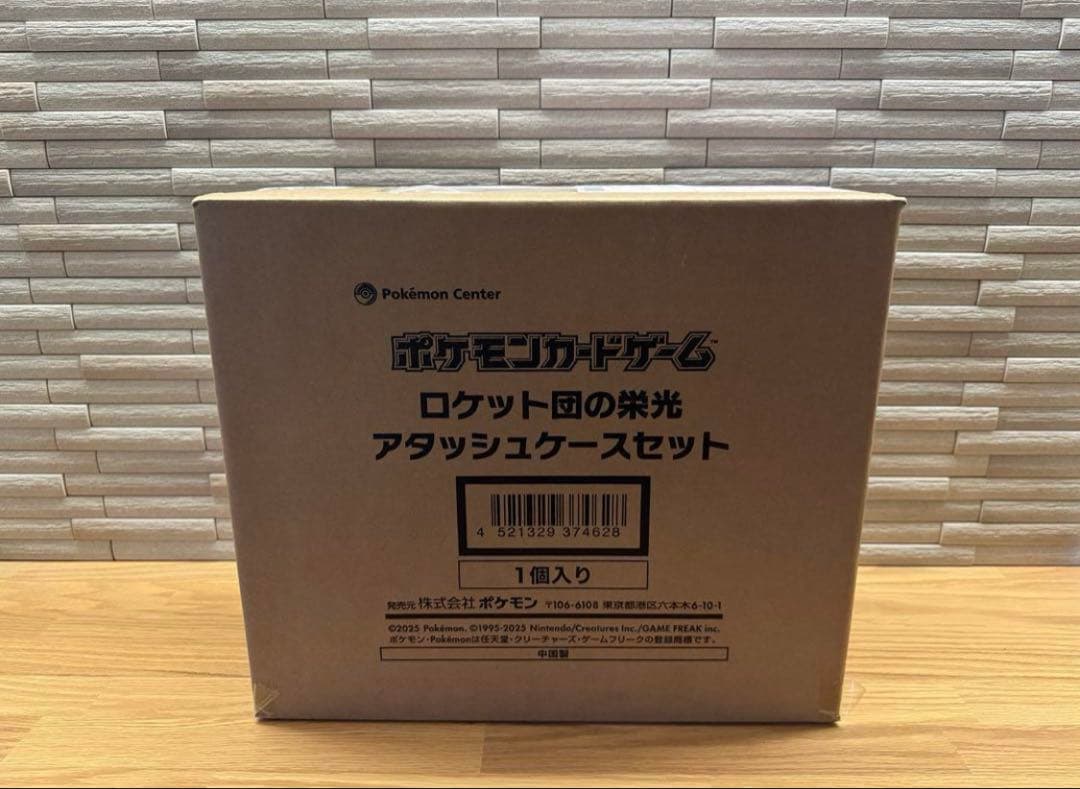 Pokémon Center
ポケモンカードゲーム™
ロケット団の栄光
アタッシュケースセット
4 521329 374628
1個入り
発売元 株式会社 ポケモン 〒106-6108 東京都港区六本木6-10-1
©2025 Pokémon. ©1995-2025 Nintendo/Creatures Inc./GAME FREAK inc.
ポケモン・Pokémonは任天堂・クリーチャーズ・ゲームフリークの登録商標です。
中国製